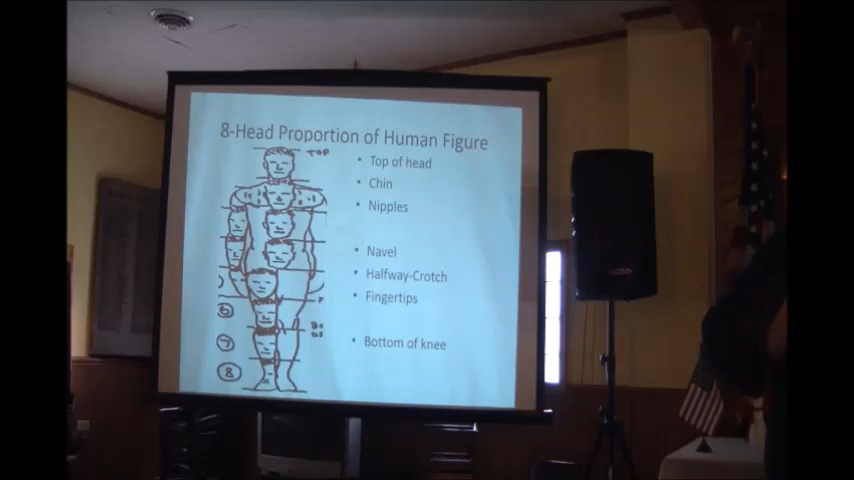 8-Head Proportion of Human Figure
TOP
• Top of head
• Chin
• Nipples
• Navel
• Halfway-Crotch
• Fingertips
F
6
7
• Bottom of knee
8